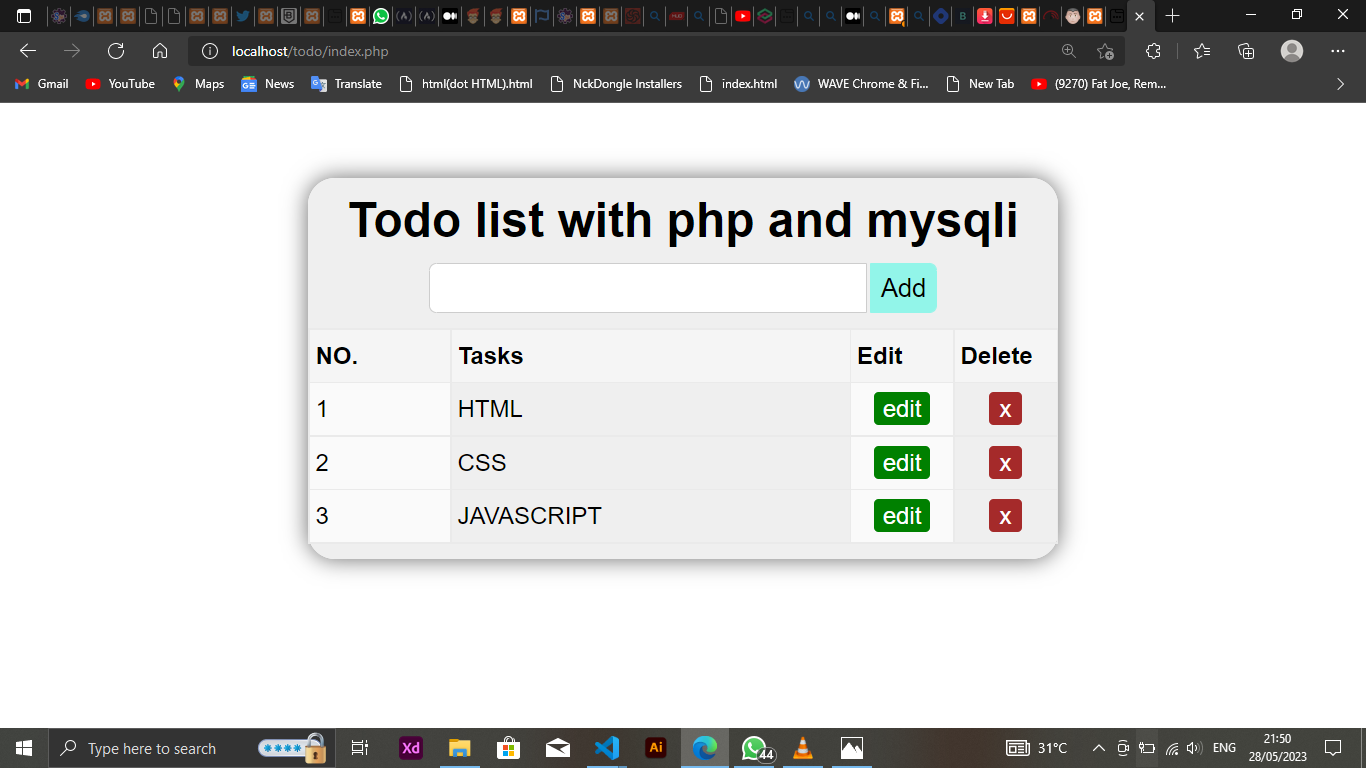 localhost/todo/index.php
Gmail YouTube Maps News Translate html(dot HTML).html NckDongle Installers index.html WAVE Chrome & Fi... New Tab (9270) Fat Joe, Rem...
Todo list with php and mysqli
Add
NO. Tasks Edit Delete
1 HTML edit x
2 CSS edit x
3 JAVASCRIPT edit x
Type here to search Xd Ai 44 31°C ENG 21:50
28/05/2023